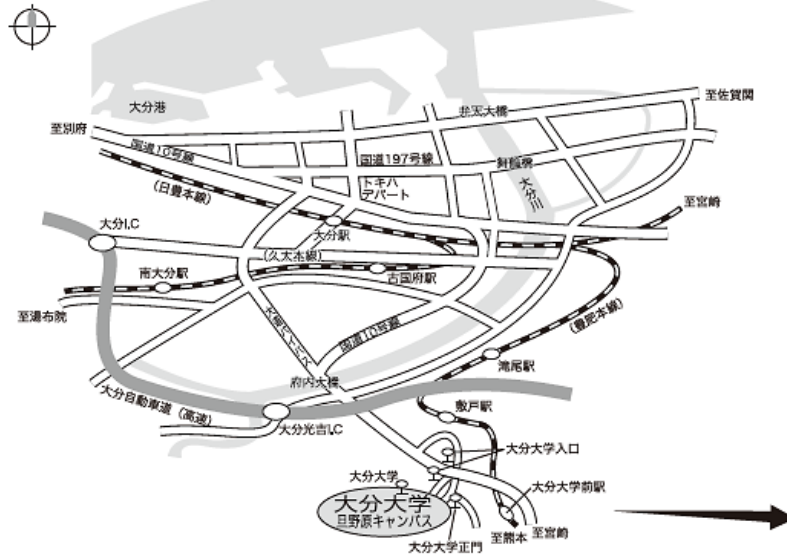 大分港
弁天大橋
至佐賀関
至別府
国道10号線
国道197号線
舞鶴橋
トキハ
デパート
(日豊本線)
大分川
至宮崎
大分I.C
大分駅
(久大本線)
南大分駅
古国府駅
至湯布院
国道10号線
(豊肥本線)
滝尾駅
府内大橋
大分自動車道(高速)
敷戸駅
大分光吉I.C
大分大学入口
大分大学
大分大学前駅
大分大学
旦野原キャンパス
大分大学正門
至熊本
至宮崎